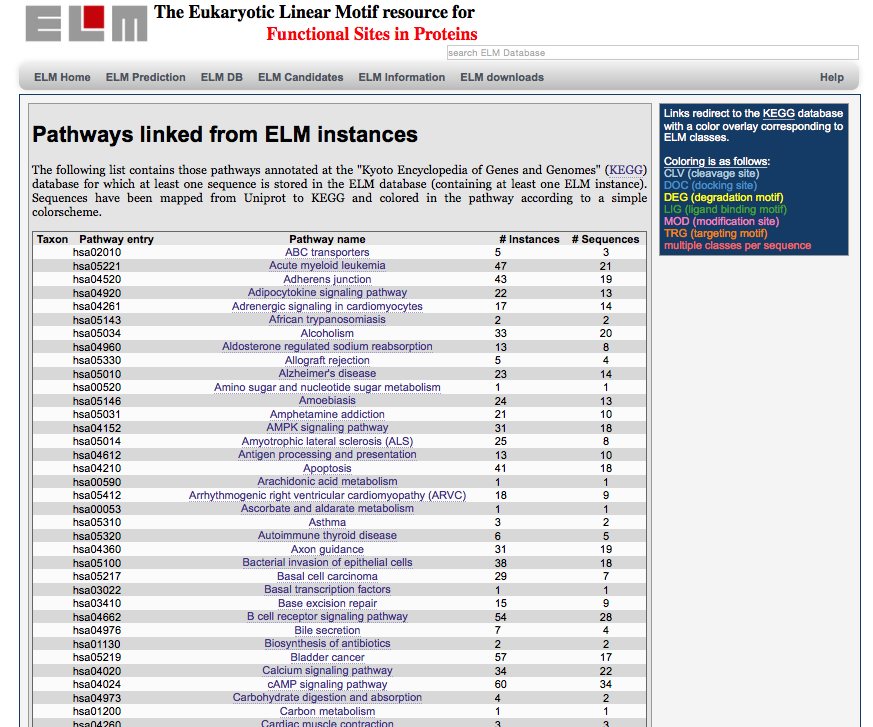 ELM
The Eukaryotic Linear Motif resource for
Functional Sites in Proteins
search ELM Database
ELM Home ELM Prediction ELM DB ELM Candidates ELM Information ELM downloads Help
Pathways linked from ELM instances
The following list contains those pathways annotated at the "Kyoto Encyclopedia of Genes and Genomes" (KEGG)
database for which at least one sequence is stored in the ELM database (containing at least one ELM instance).
Sequences have been mapped from Uniprot to KEGG and colored in the pathway according to a simple
colorscheme.
Taxon Pathway entry Pathway name # Instances # Sequences
hsa02010 ABC transporters 5 3
hsa05221 Acute myeloid leukemia 47 21
hsa04520 Adherens junction 43 19
hsa04920 Adipocytokine signaling pathway 22 13
hsa04261 Adrenergic signaling in cardiomyocytes 17 14
hsa05143 African trypanosomiasis 2 2
hsa05034 Alcoholism 33 20
hsa04960 Aldosterone regulated sodium reabsorption 13 8
hsa05330 Allograft rejection 5 4
hsa05010 Alzheimer's disease 23 14
hsa00520 Amino sugar and nucleotide sugar metabolism 1 1
hsa05146 Amoebiasis 24 13
hsa05031 Amphetamine addiction 21 10
hsa04152 AMPK signaling pathway 31 18
hsa05014 Amyotrophic lateral sclerosis (ALS) 25 8
hsa04612 Antigen processing and presentation 13 10
hsa04210 Apoptosis 41 18
hsa00590 Arachidonic acid metabolism 1 1
hsa05412 Arrhythmogenic right ventricular cardiomyopathy (ARVC) 18 9
hsa00053 Ascorbate and aldarate metabolism 1 1
hsa05310 Asthma 3 2
hsa05320 Autoimmune thyroid disease 6 5
hsa04360 Axon guidance 31 19
hsa05100 Bacterial invasion of epithelial cells 38 18
hsa05217 Basal cell carcinoma 29 7
hsa03022 Basal transcription factors 1 1
hsa03410 Base excision repair 15 9
hsa04662 B cell receptor signaling pathway 54 28
hsa04976 Bile secretion 7 4
hsa01130 Biosynthesis of antibiotics 2 2
hsa05219 Bladder cancer 57 17
hsa04020 Calcium signaling pathway 34 22
hsa04024 cAMP signaling pathway 60 34
hsa04973 Carbohydrate digestion and absorption 4 2
hsa01200 Carbon metabolism 1 1
hsa04260 Cardiac muscle contraction 3 3
Links redirect to the KEGG database
with a color overlay corresponding to
ELM classes.
Coloring is as follows:
CLV (cleavage site)
DOC (docking site)
DEG (degradation motif)
LIG (ligand binding motif)
MOD (modification site)
TRG (targeting motif)
multiple classes per sequence